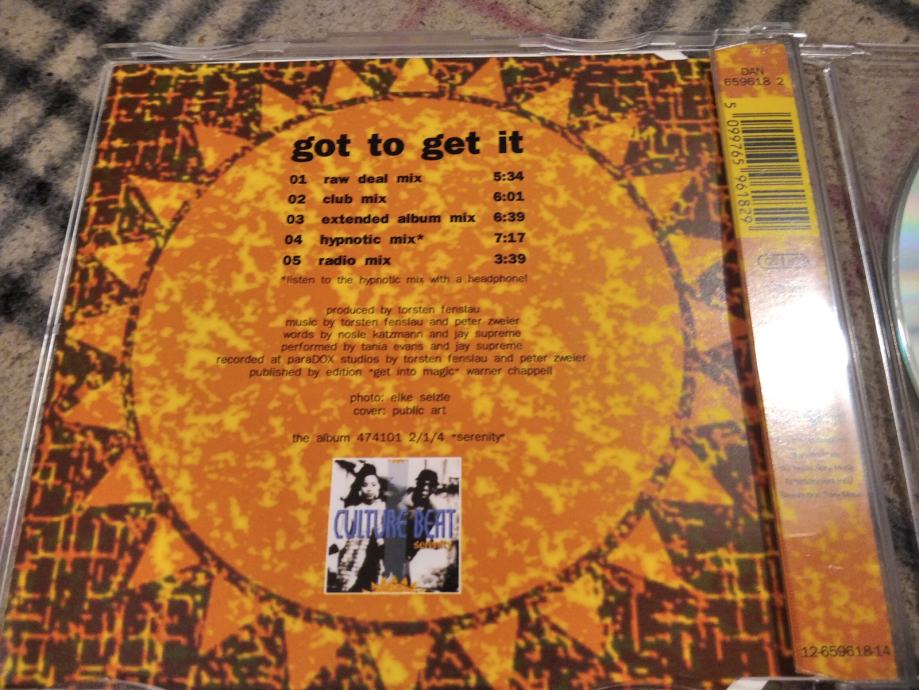 got to get it
01 raw deal mix 5:34
02 club mix 6:01
03 extended album mix 6:39
04 hypnotic mix* 7:17
05 radio mix 3:39
*listen to the hypnotic mix with a headphone!
produced by torsten fenslau
music by torsten fenslau and peter zweier
words by nosie katzmann and jay supreme
performed by tania evans and jay supreme
recorded at paraDOX studios by torsten fenslau and peter zweier
published by edition "get into magic" warner chappell
photo: elke selzle
cover: public art
the album 474101 2/1/4 "serenity"
CULTURE BEAT
serenity
DAN
659618 2
5 099765 961829
12-659618-14